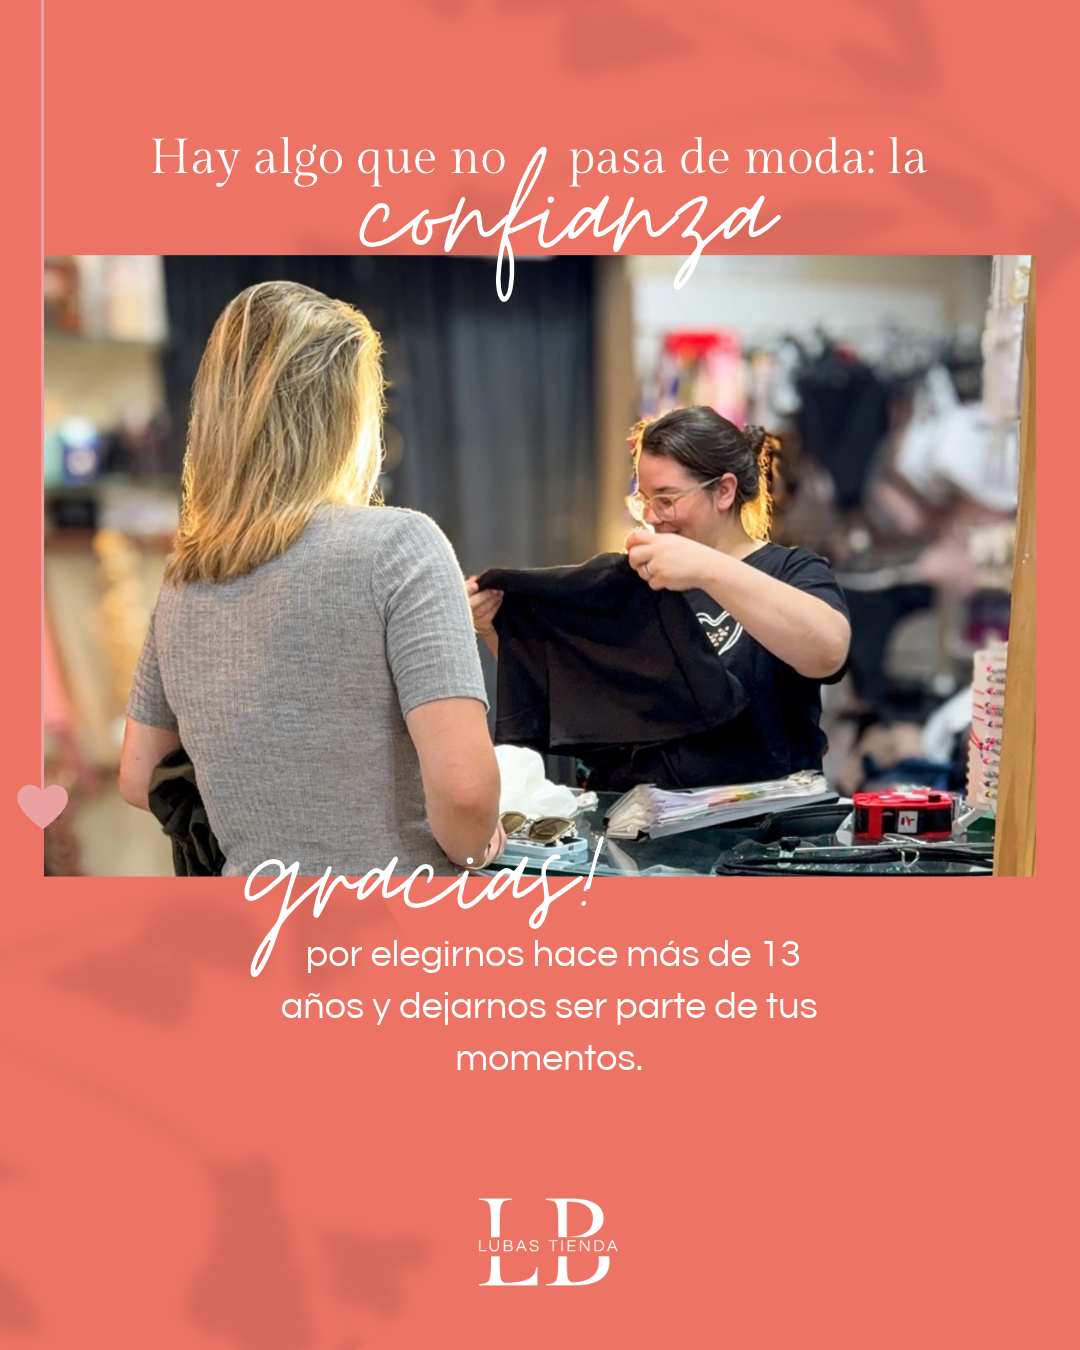 Hay algo que no pasa de moda: la
confianza
gracias!
por elegirnos hace más de 13
años y dejarnos ser parte de tus
momentos.
LB
LUBAS TIENDA